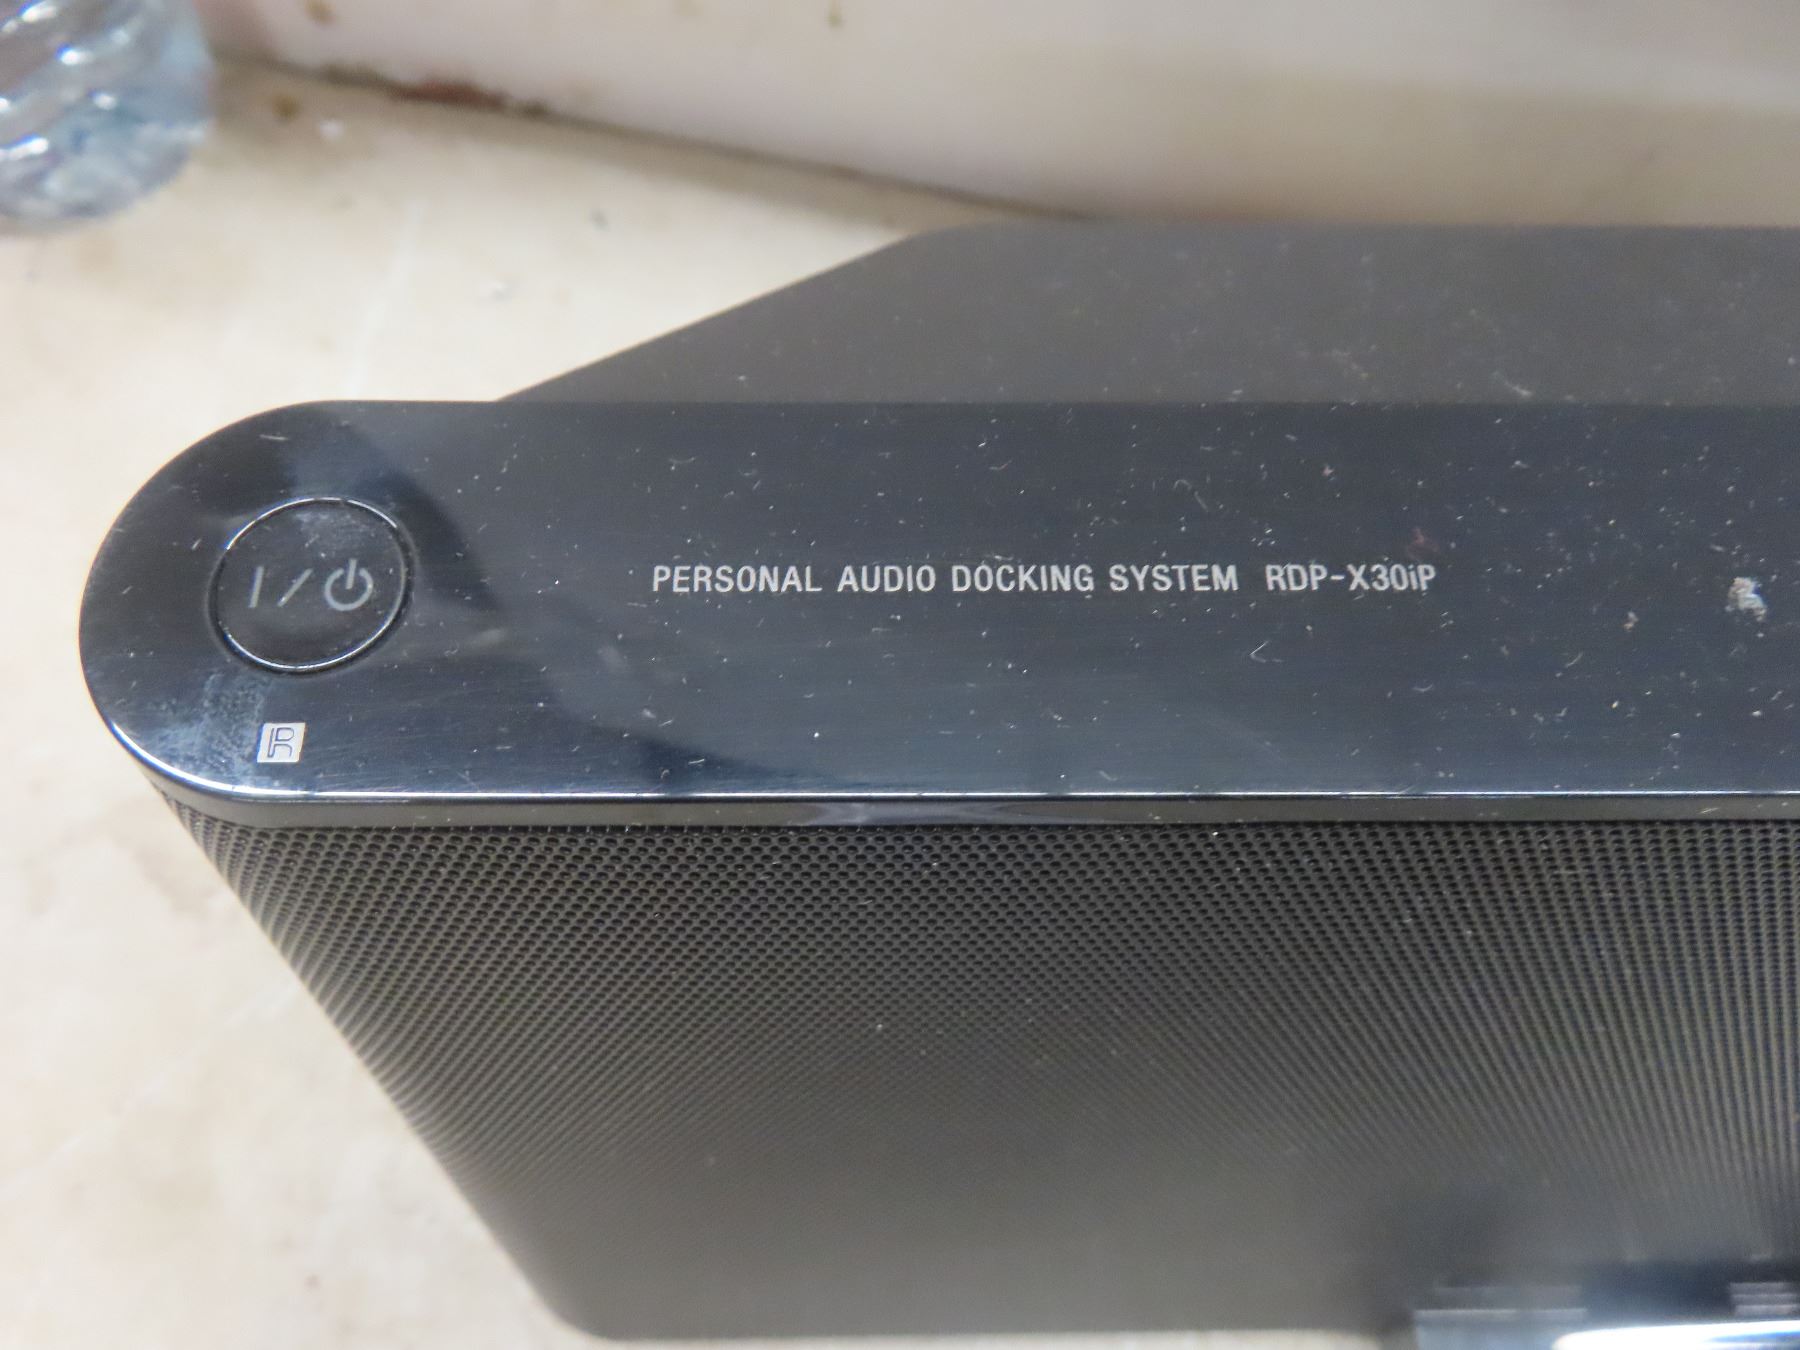 PERSONAL AUDIO DOCKING SYSTEM RDP-X30iP
I/⏻